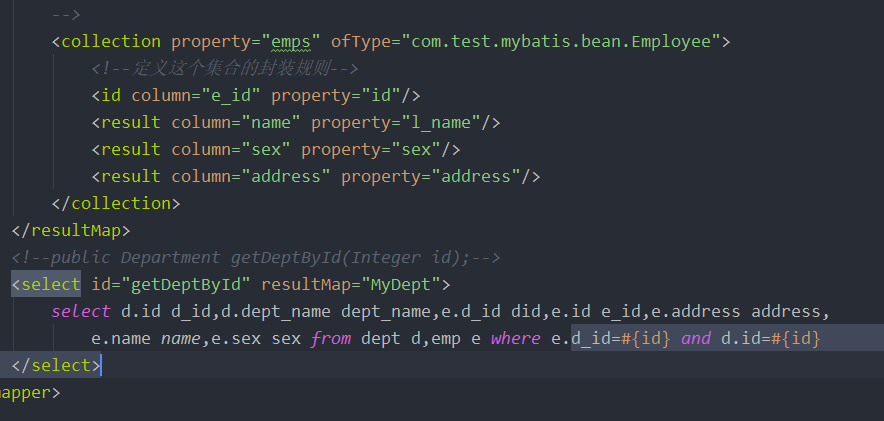 -->
<collection property="emps" ofType="com.test.mybatis.bean.Employee">
<!--定义这个集合的封装规则-->
<id column="e_id" property="id"/>
<result column="name" property="l_name"/>
<result column="sex" property="sex"/>
<result column="address" property="address"/>
</collection>
</resultMap>
<!--public Department getDeptById(Integer id);-->
<select id="getDeptById" resultMap="MyDept">
select d.id d_id,d.dept_name dept_name,e.d_id did,e.id e_id,e.address address,
e.name name,e.sex sex from dept d,emp e where e.d_id=#{id} and d.id=#{id}
</select>
apper>